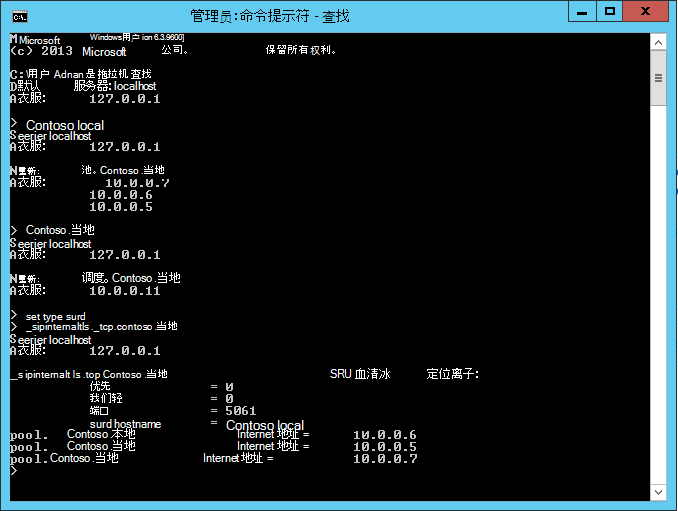 管理员:命令提示符 - 查找
M Microsoft Windows用户 ion 6.3.9600]
(c) 2013 Microsoft 公司。 保留所有权利。
C:\用户 Adnan 是 拖拉机 查找
D默认 服务器: localhost
A衣服: 127.0.0.1
> Contoso local
Seerier localhost
A衣服: 127.0.0.1
N重新: 池。Contoso .当地
A衣服: 10.0.0.7
10.0.0.6
10.0.0.5
> Contoso .当地
Seerier localhost
A衣服: 127.0.0.1
N重新: 调度。Contoso .当地
A衣服: 10.0.0.11
> set type surd
> _sipinternaltls ._tcp.contoso .当地
Seerier localhost
A衣服: 127.0.0.1
_sipinternalt ls .top Contoso .当地 SRU 血清冰 定位离子:
优先 = 0
我们轻 = 0
端口 = 5061
surd hostname = Contoso local
pool. Contoso .本地 Internet 地址 = 10.0.0.6
pool. Contoso .当地 Internet 地址 = 10.0.0.5
pool. Contoso .当地 Internet 地址 = 10.0.0.7
>